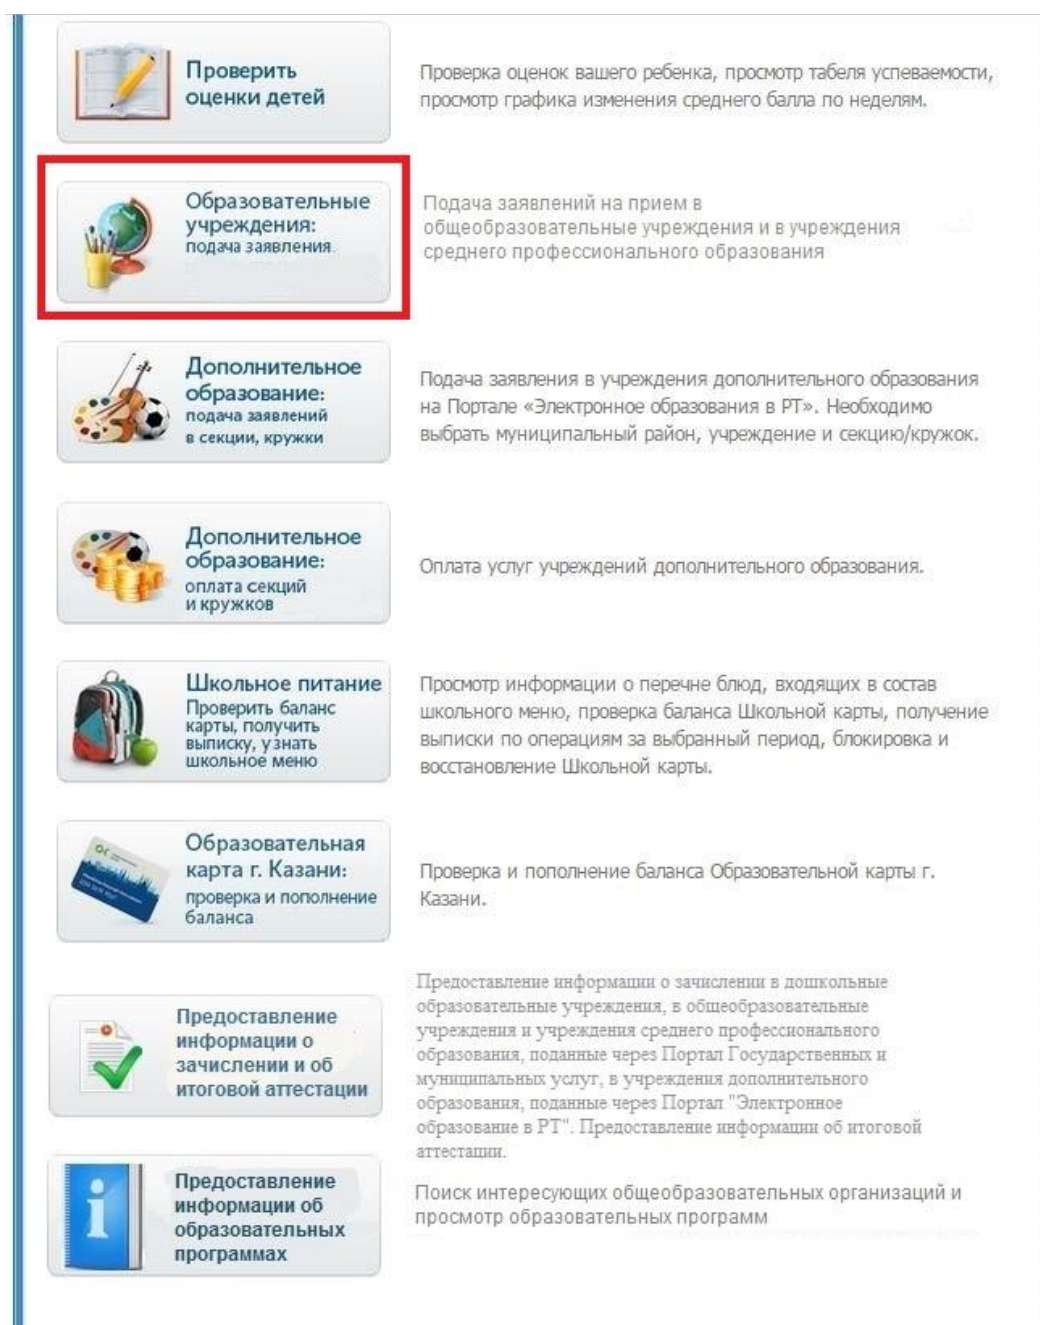 Проверить
оценки детей
Проверка оценок вашего ребенка, просмотр табеля успеваемости,
просмотр графика изменения среднего балла по неделям.
Образовательные
учреждения:
подача заявления.
Подача заявлений на прием в
общеобразовательные учреждения и в учреждения
среднего профессионального образования
Дополнительное
образование:
подача заявлений
в секции, кружки
Подача заявления в учреждения дополнительного образования
на Портале «Электронное образования в РТ». Необходимо
выбрать муниципальный район, учреждение и секцию/кружок.
Дополнительное
образование:
оплата секций
и кружков
Оплата услуг учреждений дополнительного образования.
Школьное питание
Проверить баланс
карты, получить
выписку, узнать
школьное меню
Просмотр информации о перечне блюд, входящих в состав
школьного меню, проверка баланса Школьной карты, получение
выписки по операциям за выбранный период, блокировка и
восстановление Школьной карты.
Образовательная
карта г. Казани:
проверка и пополнение
баланса
Проверка и пополнение баланса Образовательной карты г.
Казани.
Предоставление
информации о
зачислении и об
итоговой аттестации
Предоставление информации о зачислении в дошкольные
образовательные учреждения, в общеобразовательные
учреждения и учреждения среднего профессионального
образования, поданные через Портал Государственных и
муниципальных услуг, в учреждения дополнительного
образования, поданные через Портал "Электронное
образование в РТ". Предоставление информации об итоговой
аттестации.
Предоставление
информации об
образовательных
программах
Поиск интересующих общеобразовательных организаций и
просмотр образовательных программ